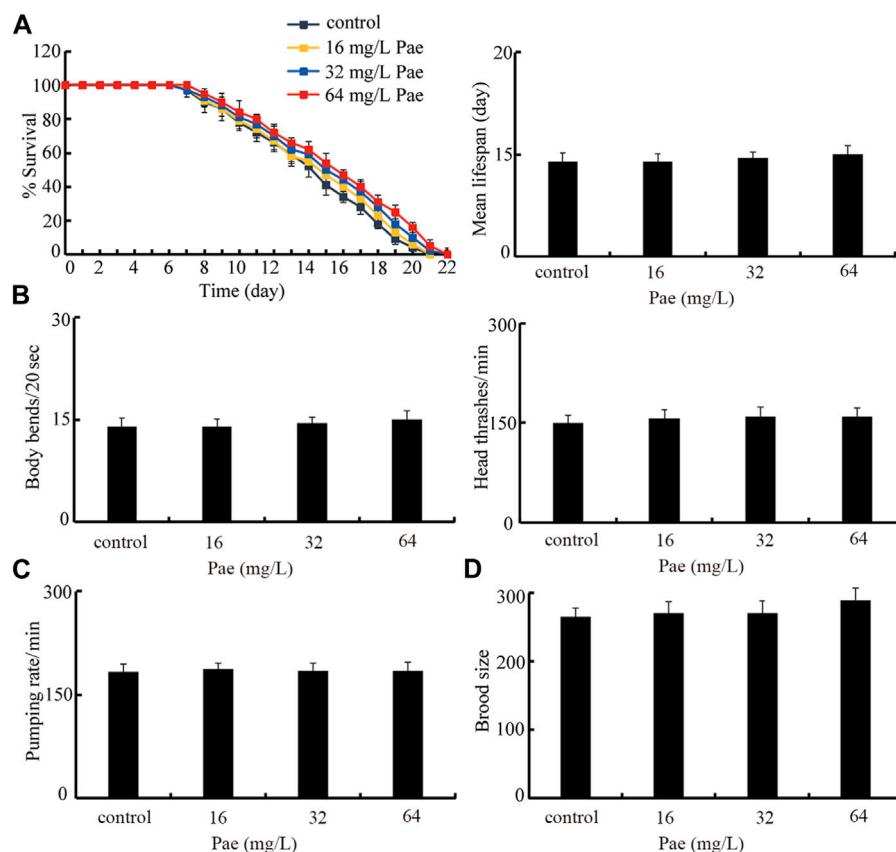 A
control
16 mg/L Pae
32 mg/L Pae
64 mg/L Pae
% Survival
120
100
80
60
40
20
0
0 2 4 6 8 10 12 14 16 18 20 22
Time (day)
Mean lifespan (day)
20
15
0
control 16 32 64
Pae (mg/L)
B
Body bends/20 sec
30
15
0
control 16 32 64
Pae (mg/L)
Head thrashes/min
300
150
0
control 16 32 64
Pae (mg/L)
C
Pumping rate/min
300
150
0
control 16 32 64
Pae (mg/L)
D
Brood size
300
200
100
0
control 16 32 64
Pae (mg/L)